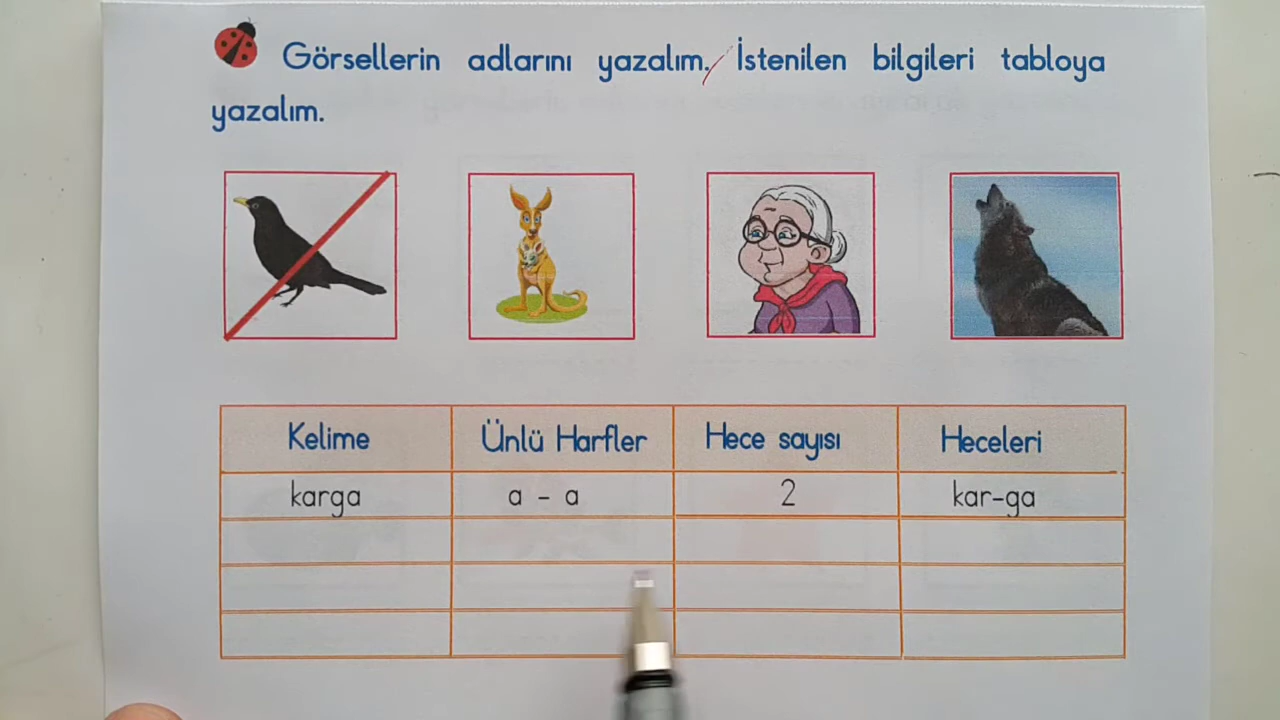 Görsellerin adlarını yazalım. İstenilen bilgileri tabloya
yazalım.
Kelime Ünlü Harfler Hece sayısı Heceleri
karga a - a 2 kar-ga